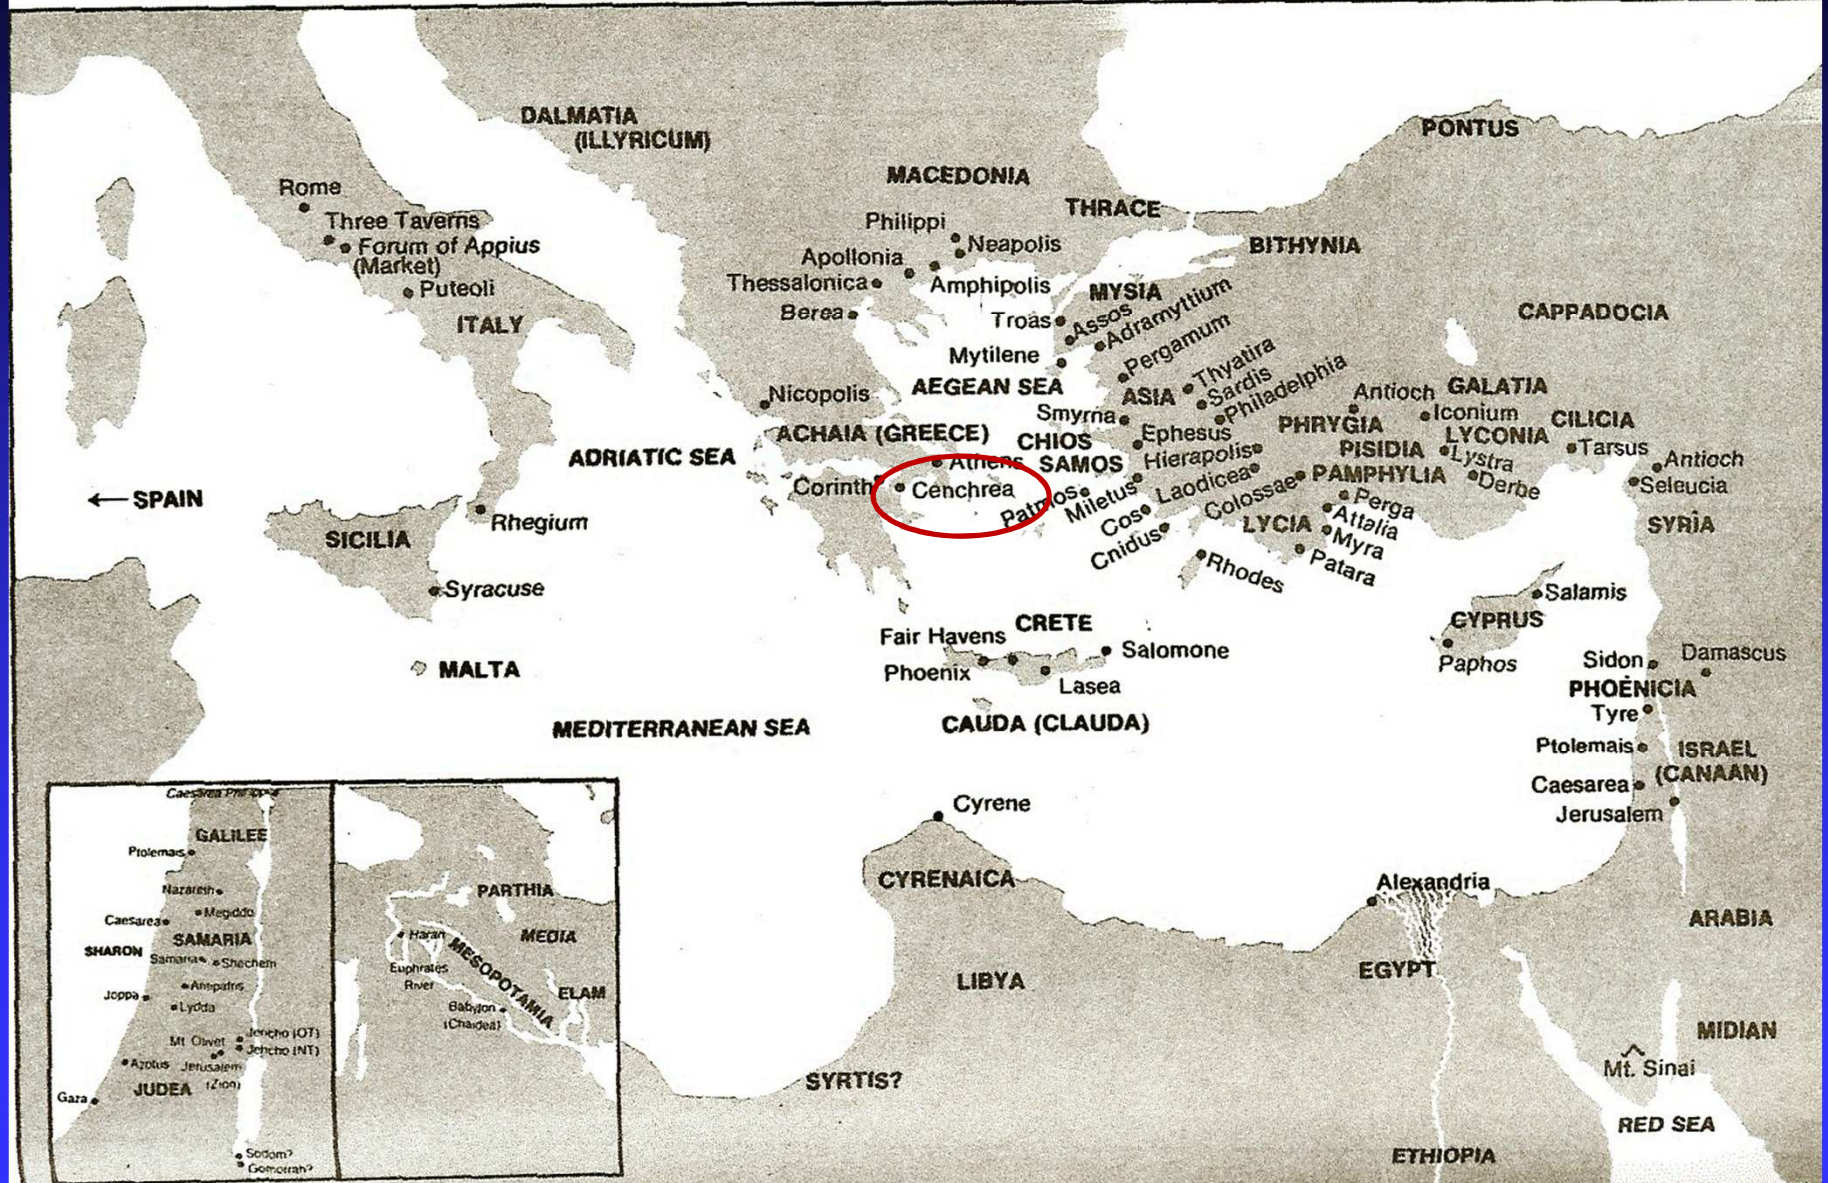 DALMATIA
(ILLYRICUM)
PONTUS
MACEDONIA
Rome
THRACE
Three Taverns
Philippi
Forum of Appius
(Market)
Neapolis
BITHYNIA
Apollonia
Thessalonica
Amphipolis
Puteoli
MYSIA
Berea
Troas
Assos
Adramyttium
CAPPADOCIA
ITALY
Mytilene
Pergamum
Thyatira
Nicopolis
AEGEAN SEA
ASIA
Sardis
Philadelphia
Antioch
GALATIA
Smyrna
Iconium
CILICIA
ACHAIA (GREECE)
CHIOS
Ephesus
PHRYGIA
LYCONIA
ADRIATIC SEA
Athens
SAMOS
Hierapolis
PISIDIA
Lystra
Tarsus
Antioch
Corinth
Cenchrea
Patmos
Miletus
Laodicea
Colossae
PAMPHYLIA
Derbe
Seleucia
← SPAIN
Rhegium
Cos
Perga
Attalia
SYRIA
SICILIA
Cnidus
LYCIA
Myra
Rhodes
Patara
Syracuse
Salamis
CRETE
CYPRUS
Fair Havens
Salomone
Paphos
Sidon
Damascus
MALTA
Phoenix
Lasea
PHOENICIA
MEDITERRANEAN SEA
CAUDA (CLAUDA)
Tyre
Ptolemais
ISRAEL
(CANAAN)
Caesarea
Cyrene
Jerusalem
CYRENAICA
Alexandria
ARABIA
LIBYA
EGYPT
MIDIAN
Mt. Sinai
SYRTIS?
RED SEA
ETHIOPIA
Caesarea Philippi
GALILEE
Ptolemais
Nazareth
Megiddo
Caesarea
SAMARIA
SHARON
Samaria
Shechem
Antipatris
Joppa
Lydda
Jericho (OT)
Mt Olivet
Jericho (NT)
Azotus
Jerusalem
(Zion)
JUDEA
Gaza
Sodom?
Gomorrah?
PARTHIA
Haran
MEDIA
MESOPOTAMIA
Euphrates
River
ELAM
Babylon
(Chaldea)